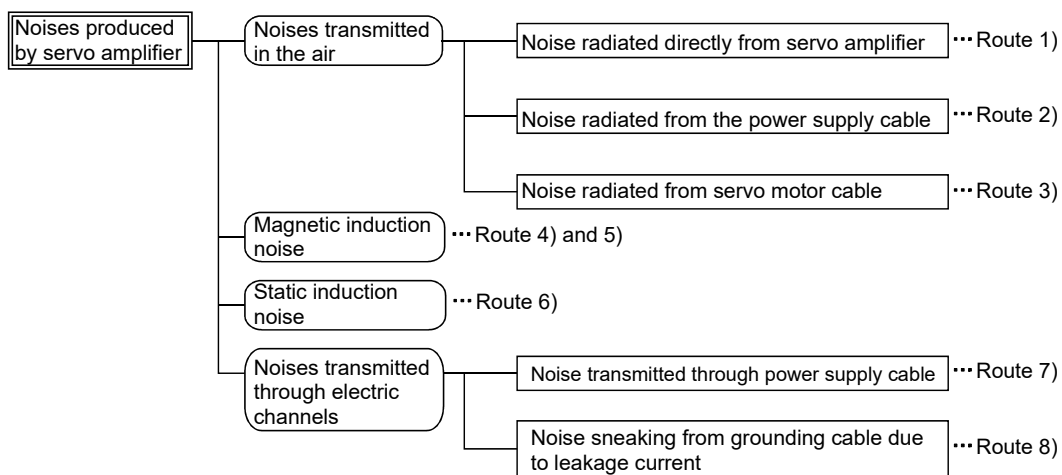 Noises produced
by servo amplifier
Noises transmitted
in the air
Noise radiated directly from servo amplifier
··· Route 1)
Noise radiated from the power supply cable
··· Route 2)
Noise radiated from servo motor cable
··· Route 3)
Magnetic induction
noise
··· Route 4) and 5)
Static induction
noise
··· Route 6)
Noises transmitted
through electric
channels
Noise transmitted through power supply cable
··· Route 7)
Noise sneaking from grounding cable due
to leakage current
··· Route 8)